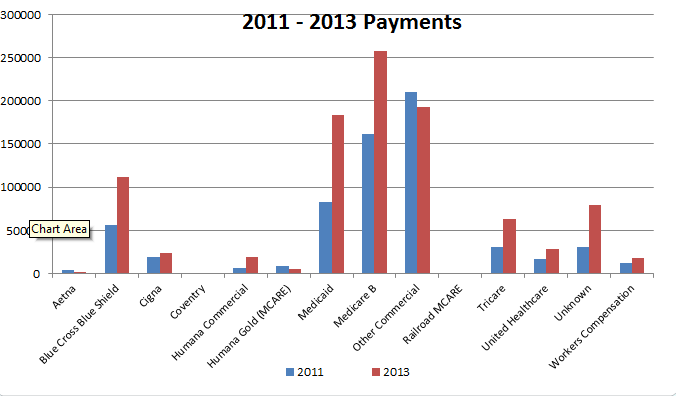 2011 - 2013 Payments
300000
250000
200000
150000
100000
Chart Area
0
Aetna
Blue Cross Blue Shield
Cigna
Coventry
Humana Commercial
Humana Gold (MCARE)
Medicaid
Medicare B
Other Commercial
Railroad MCARE
Tricare
United Healthcare
Unknown
Workers Compensation
2011
2013